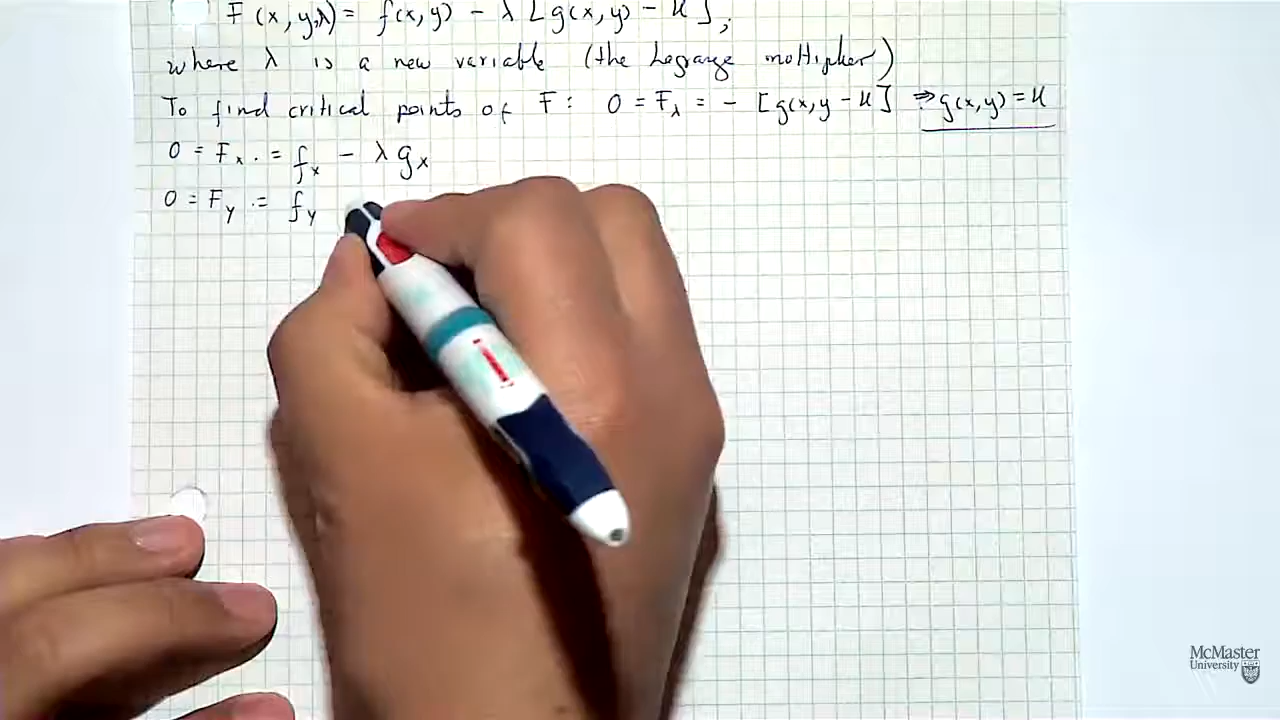 F(x, y, λ) = f(x, y) - λ [g(x, y) - K],
where λ is a new variable (the Lagrange multiplier)
To find critical points of F: 0 = F_λ = - [g(x, y - K] ⇒ g(x, y) = K
0 = F_x = f_x - λ g_x
0 = F_y = f_y
McMaster
University